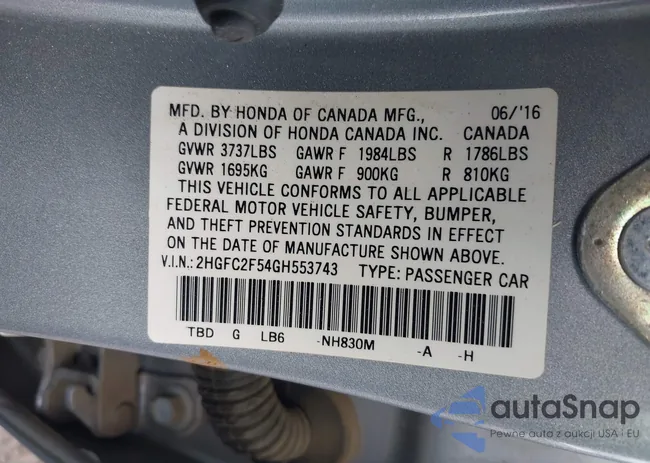 MFD. BY HONDA OF CANADA MFG., 06/'16
A DIVISION OF HONDA CANADA INC. CANADA
GVWR 3737LBS GAWR F 1984LBS R 1786LBS
GVWR 1695KG GAWR F 900KG R 810KG
THIS VEHICLE CONFORMS TO ALL APPLICABLE
FEDERAL MOTOR VEHICLE SAFETY, BUMPER,
AND THEFT PREVENTION STANDARDS IN EFFECT
ON THE DATE OF MANUFACTURE SHOWN ABOVE.
V.I.N.: 2HGFC2F54GH553743 TYPE: PASSENGER CAR
TBD G LB6 -NH830M -A -H
autaSnap
Pewne auta z aukcji USA i EU